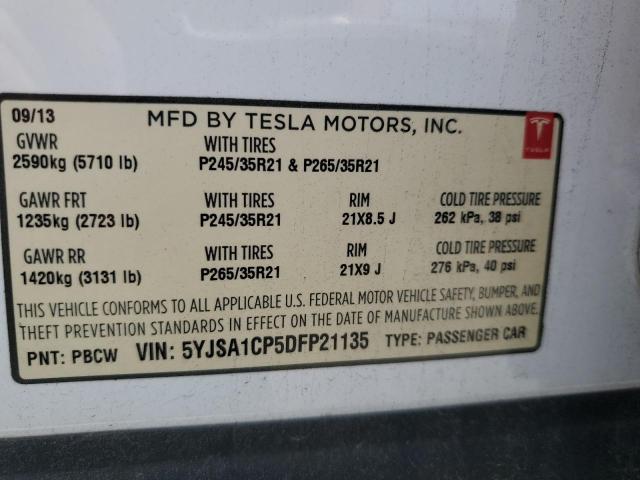 09/13 MFD BY TESLA MOTORS, INC.
TESLA
GVWR WITH TIRES
2590kg (5710 lb) P245/35R21 & P265/35R21
GAWR FRT WITH TIRES RIM COLD TIRE PRESSURE
1235kg (2723 lb) P245/35R21 21X8.5 J 262 kPa, 38 psi
GAWR RR WITH TIRES RIM COLD TIRE PRESSURE
1420kg (3131 lb) P265/35R21 21X9 J 276 kPa, 40 psi
THIS VEHICLE CONFORMS TO ALL APPLICABLE U.S. FEDERAL MOTOR VEHICLE SAFETY, BUMPER, AND
THEFT PREVENTION STANDARDS IN EFFECT ON THE DATE OF MANUFACTURE SHOWN ABOVE.
PNT: PBCW VIN: 5YJSA1CP5DFP21135 TYPE: PASSENGER CAR